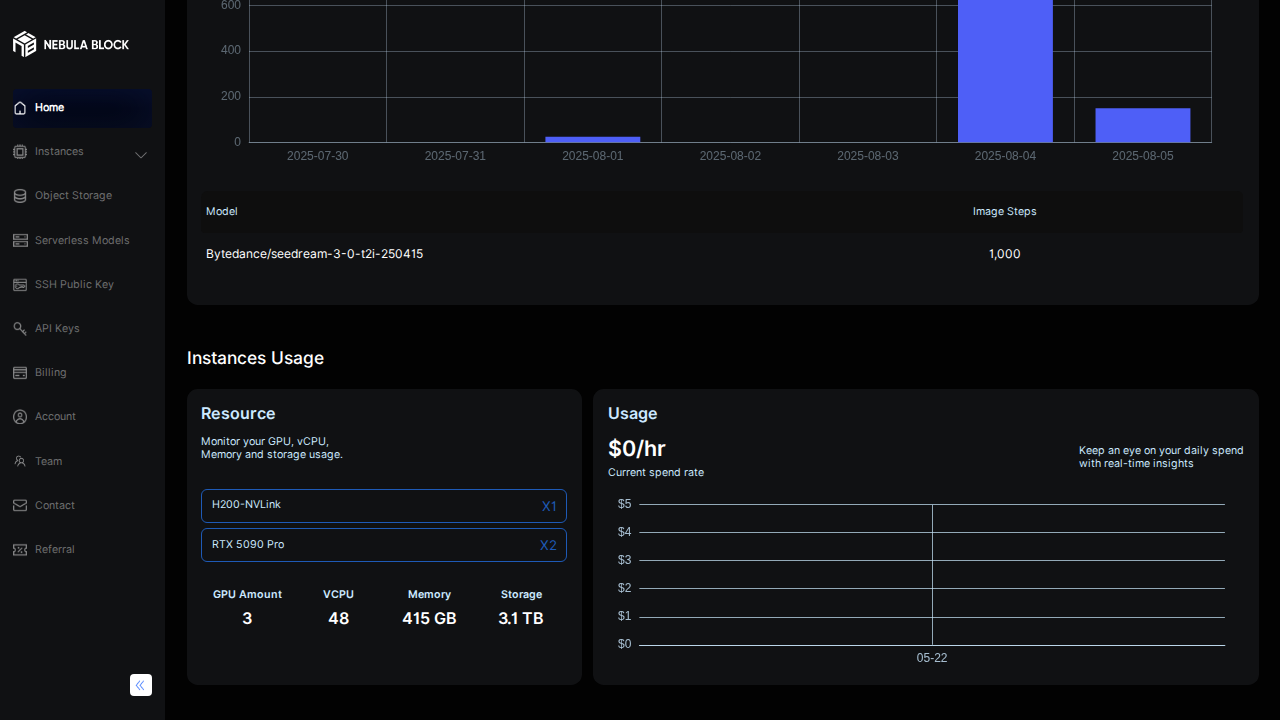 NEBULA BLOCK
Home
Instances
Object Storage
Serverless Models
SSH Public Key
API Keys
Billing
Account
Team
Contact
Referral
600
400
200
0
2025-07-30 2025-07-31 2025-08-01 2025-08-02 2025-08-03 2025-08-04 2025-08-05
Model Image Steps
Bytedance/seedream-3-0-t2i-250415 1,000
Instances Usage
Resource
Monitor your GPU, vCPU,
Memory and storage usage.
H200-NVLink X1
RTX 5090 Pro X2
GPU Amount VCPU Memory Storage
3 48 415 GB 3.1 TB
Usage
$0/hr
Current spend rate
Keep an eye on your daily spend
with real-time insights
$5
$4
$3
$2
$1
$0
05-22